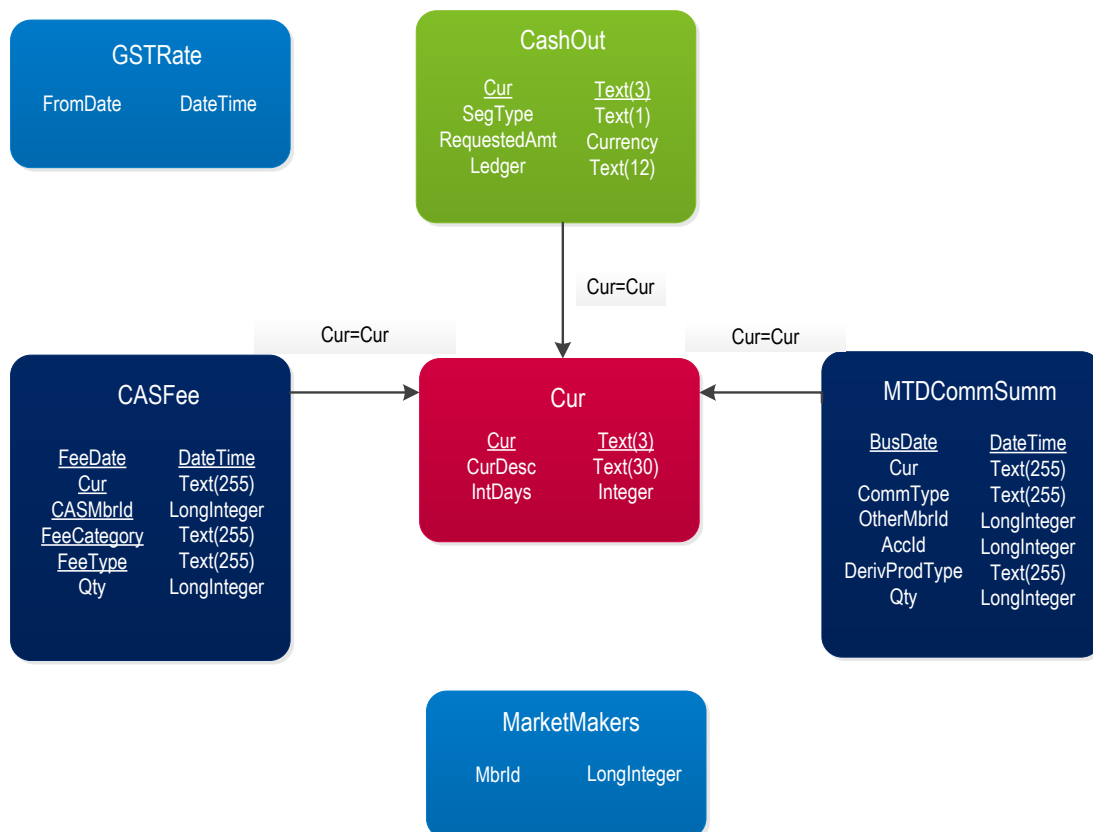 GSTRate
FromDate DateTime
CashOut
Cur Text(3)
SegType Text(1)
RequestedAmt Currency
Ledger Text(12)
Cur=Cur
Cur=Cur
Cur=Cur
CASFee
FeeDate DateTime
Cur Text(255)
CASMbrId LongInteger
FeeCategory Text(255)
FeeType Text(255)
Qty LongInteger
Cur
Cur Text(3)
CurDesc Text(30)
IntDays Integer
MTDCommSumm
BusDate DateTime
Cur Text(255)
CommType Text(255)
OtherMbrId LongInteger
AccId LongInteger
DerivProdType Text(255)
Qty LongInteger
MarketMakers
MbrId LongInteger